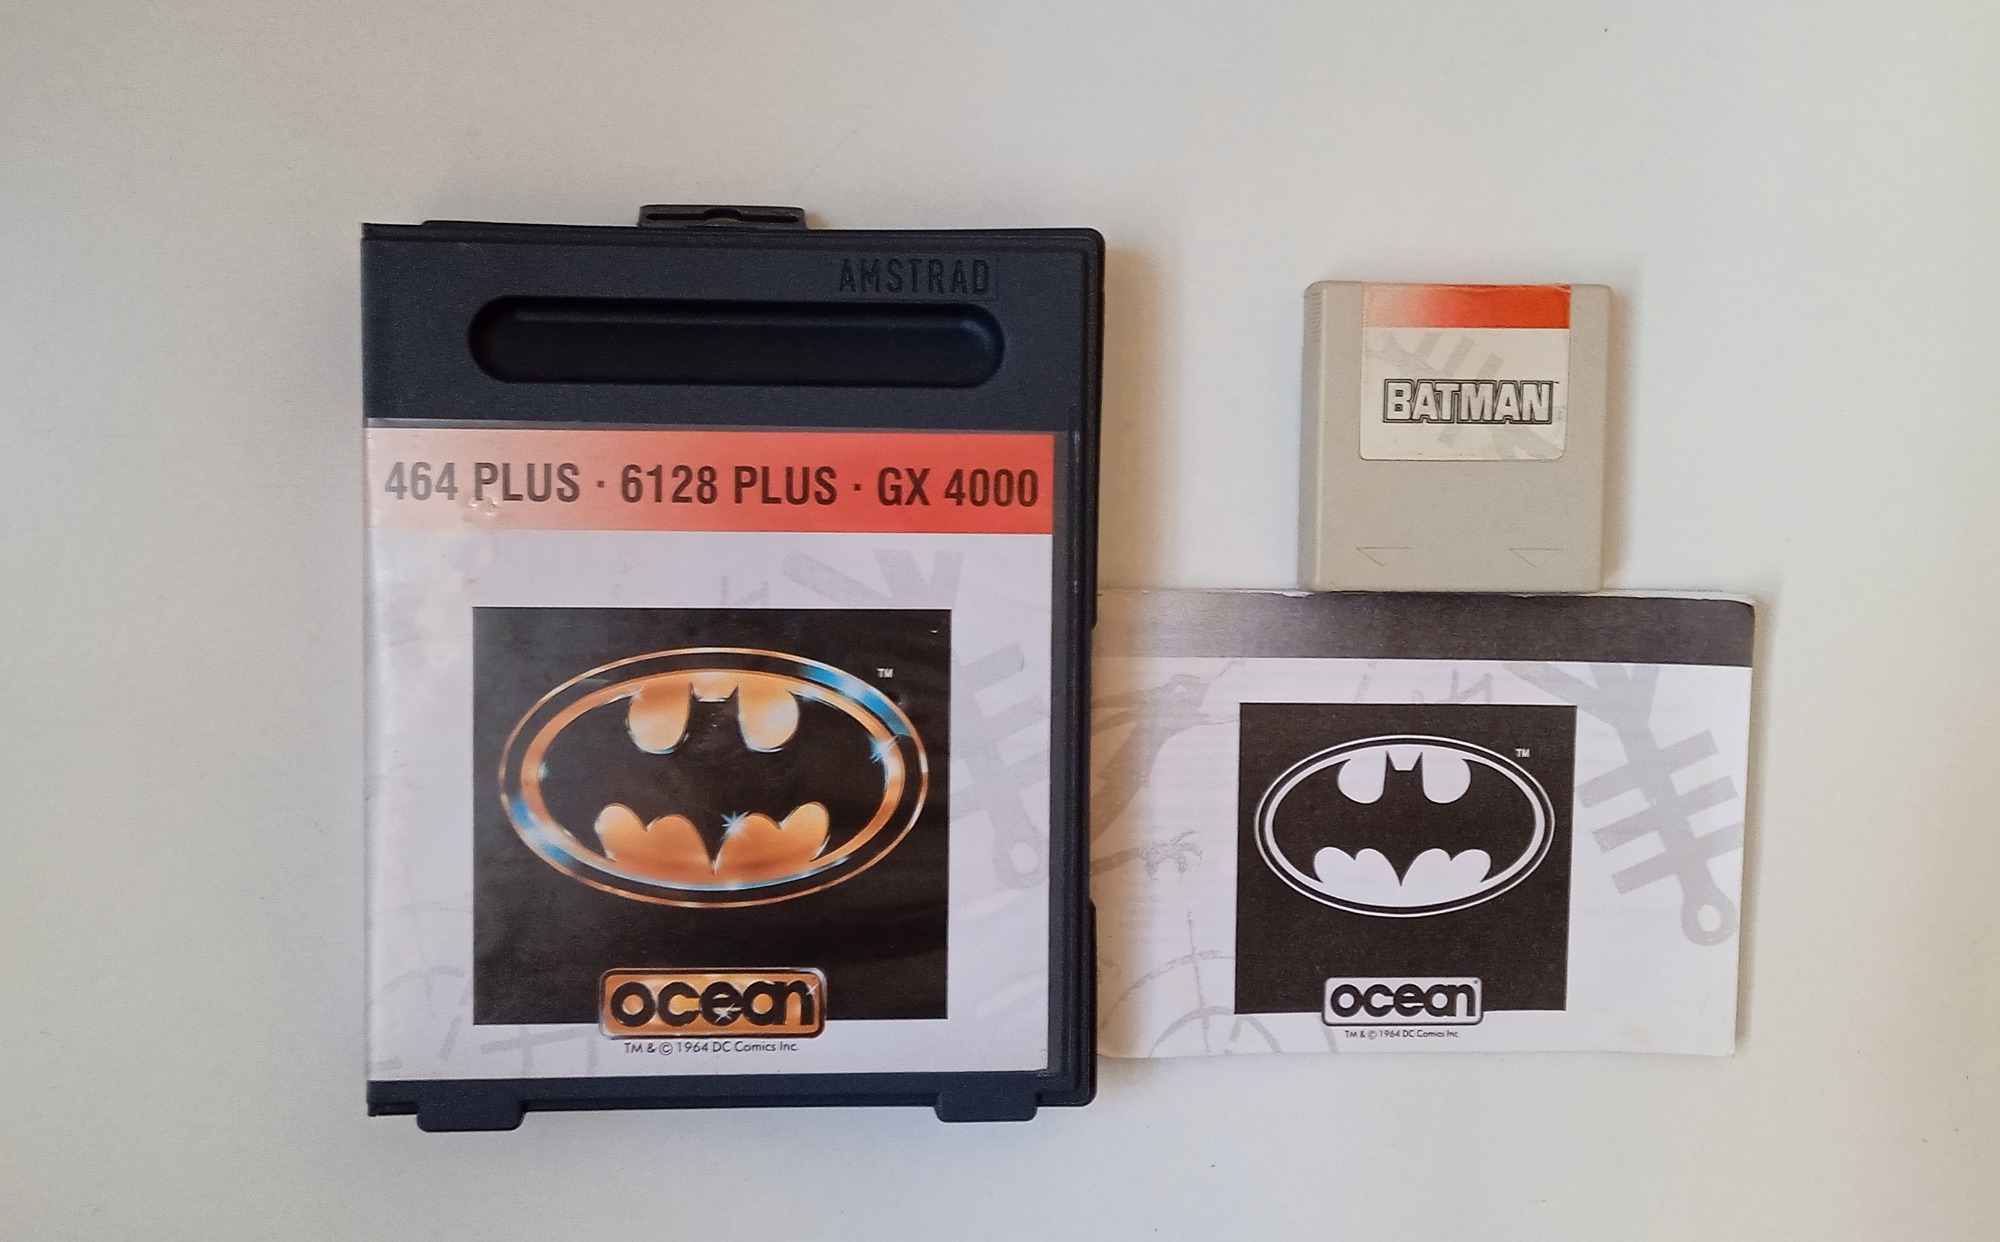 AMSTRAD
464 PLUS · 6128 PLUS · GX 4000
TM
ocean
TM & © 1964 DC Comics Inc.
BATMAN
TM
ocean
TM & © 1964 DC Comics Inc.